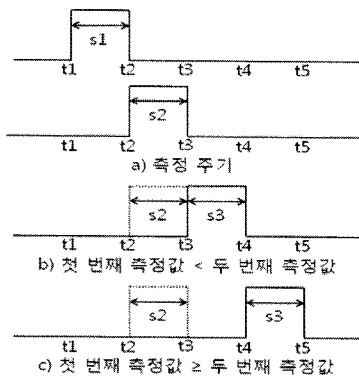 s1
t1 t2 t3 t4 t5
s2
t1 t2 t3 t4 t5
a) 측정 주기
s2 s3
t1 t2 t3 t4 t5
b) 첫 번째 측정값 < 두 번째 측정값
s2 s3
t1 t2 t3 t4 t5
c) 첫 번째 측정값 ≥ 두 번째 측정값